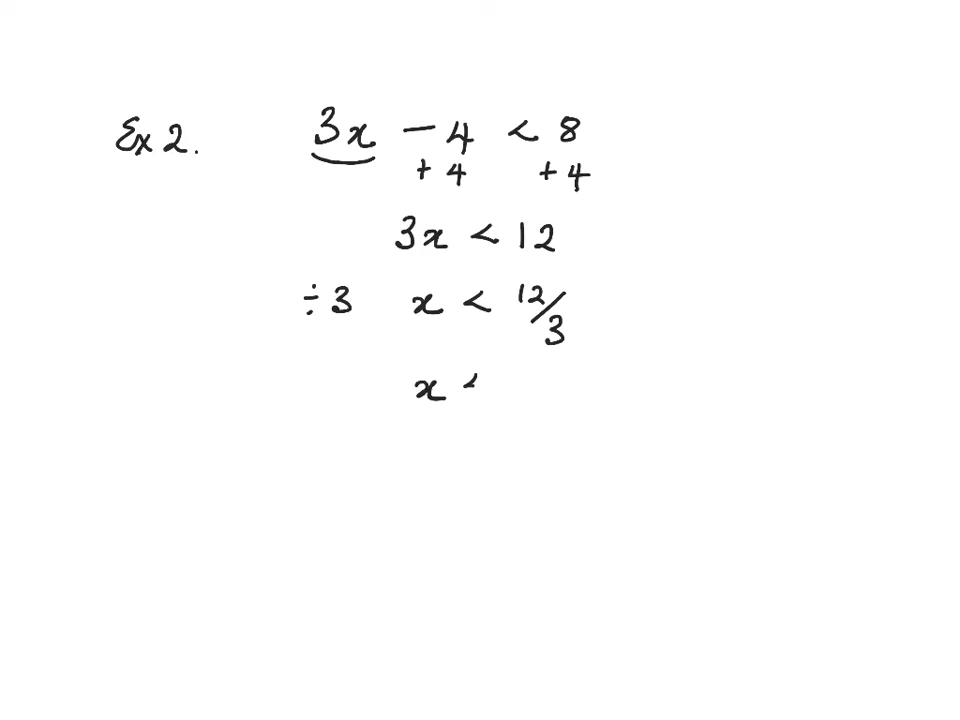 Ex 2. 3x - 4 < 8
+ 4 + 4
3x < 12
÷ 3 x < 12/3
x <